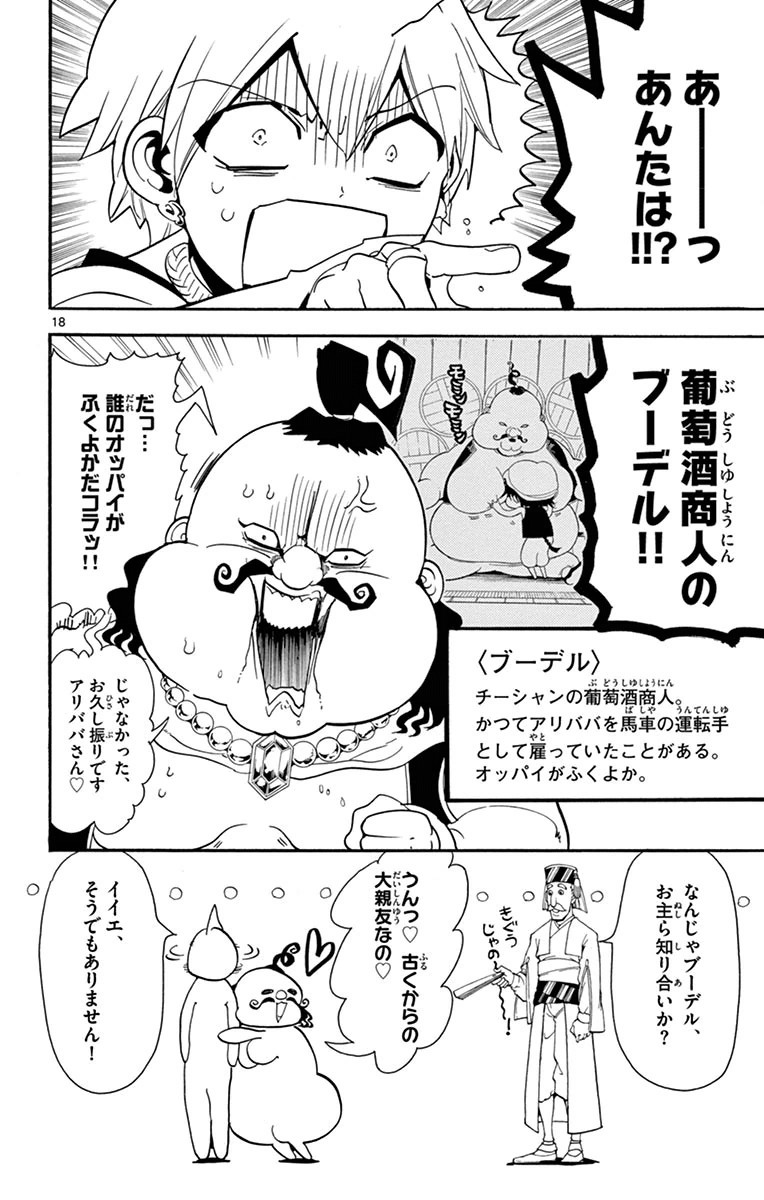 あーーっ
あんたは!!?
18
葡萄酒商人の
ブーデル!!
モミッ
モミッ
だっ…
誰のオッパイが
ふくよかだコラッ!!
〈ブーデル〉
チーシャンの葡萄酒商人。
かつてアリババを馬車の運転手
として雇っていたことがある。
オッパイがふくよか。
じゃなかった、
お久し振りです
アリババさん♡
なんじゃブーデル、
お主ら知り合いか?
きぐう
じゃの〜!
うんっ♡ 古くからの
大親友なの♡
イイエ、
そうでもありません!